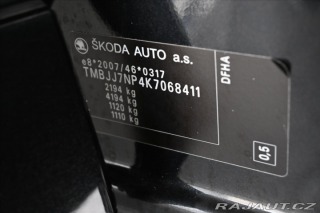 ŠKODA AUTO a.s.
e8*2007/46*0317
TMBJJ7NP4K7068411
2194 kg
4194 kg
1120 kg
1110 kg
DFHA
0,5
RAJAUT.CZ